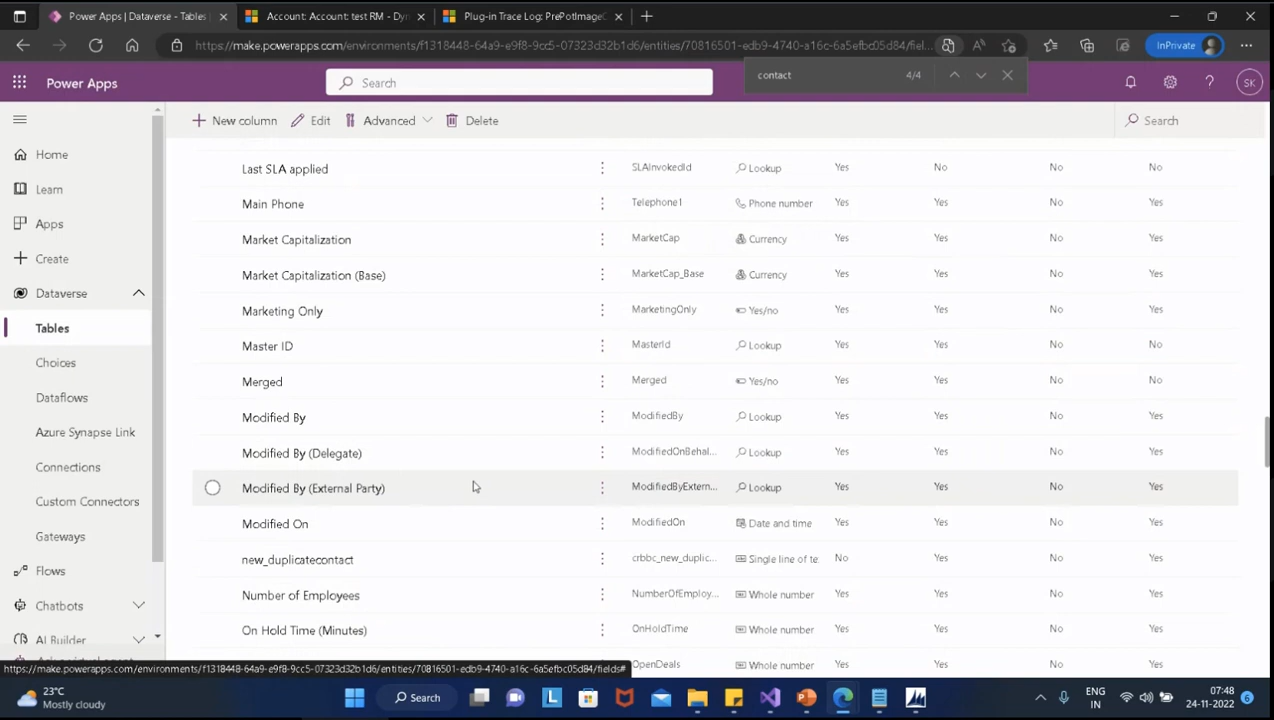 Power Apps | Dataverse - Tables |
Account: Account: test RM - Dyn
Plug-in Trace Log: PrePotImageC
https://make.powerapps.com/environments/f1318448-64a9-e9f8-9cc5-07323d32b1d6/entities/70816501-edb9-4740-a16c-6a5efbc05d84/fiel...
InPrivate
Power Apps
Search
contact
4/4
SK
New column
Edit
Advanced
Delete
Search
Home
Learn
Apps
Create
Dataverse
Tables
Choices
Dataflows
Azure Synapse Link
Connections
Custom Connectors
Gateways
Flows
Chatbots
AI Builder
Last SLA applied SLAInvokedId Lookup Yes No No Yes
Main Phone Telephone1 Phone number Yes Yes No Yes
Market Capitalization MarketCap Currency Yes Yes No Yes
Market Capitalization (Base) MarketCap_Base Currency Yes Yes No Yes
Marketing Only MarketingOnly Yes/no Yes Yes No Yes
Master ID MasterId Lookup Yes Yes No No
Merged Merged Yes/no Yes Yes No No
Modified By ModifiedBy Lookup Yes Yes No Yes
Modified By (Delegate) ModifiedOnBehal... Lookup Yes Yes No Yes
Modified By (External Party) ModifiedByExtern... Lookup Yes Yes No Yes
Modified On ModifiedOn Date and time Yes Yes No Yes
new_duplicatecontact crbbc_new_duplic... Single line of te No Yes No Yes
Number of Employees NumberOfEmploy... Whole number Yes Yes No Yes
On Hold Time (Minutes) OnHoldTime Whole number Yes Yes No Yes
OpenDeals Whole number Yes Yes No Yes
https://make.powerapps.com/environments/f1318448-64a9-e9f8-9cc5-07323d32b1d6/entities/70816501-edb9-4740-a16c-6a5efbc05d84/fields#
23°C
Mostly cloudy
Search
ENG
IN
07:48
24-11-2022
6